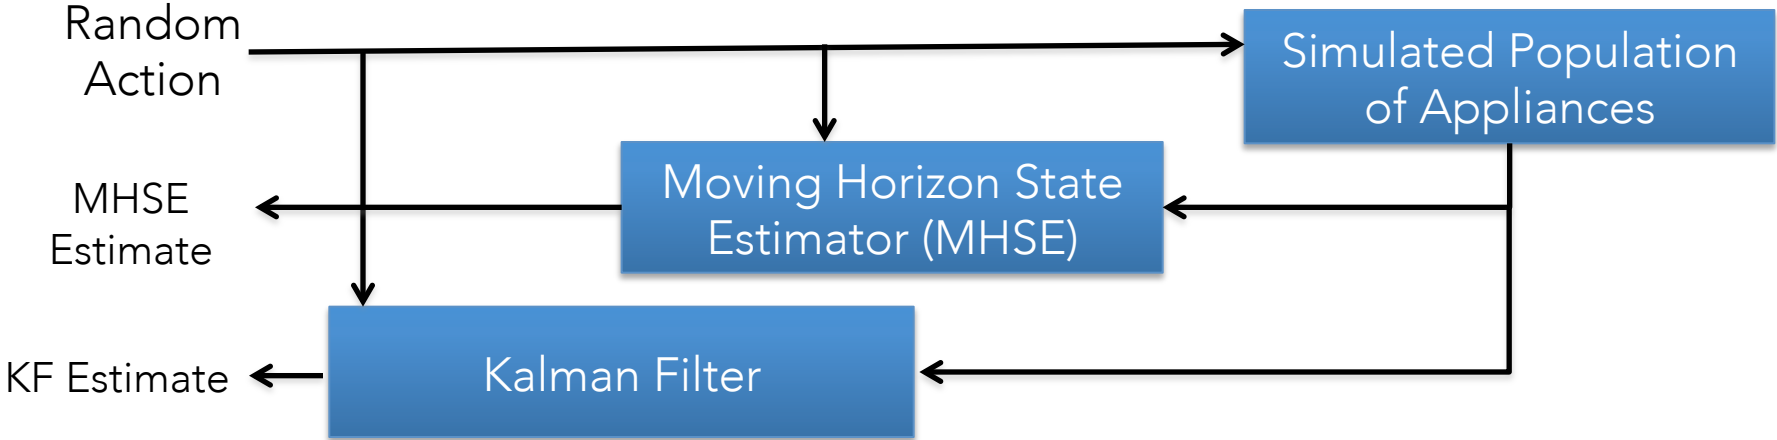 Random
Action
Simulated Population
of Appliances
Moving Horizon State
Estimator (MHSE)
MHSE
Estimate
Kalman Filter
KF Estimate